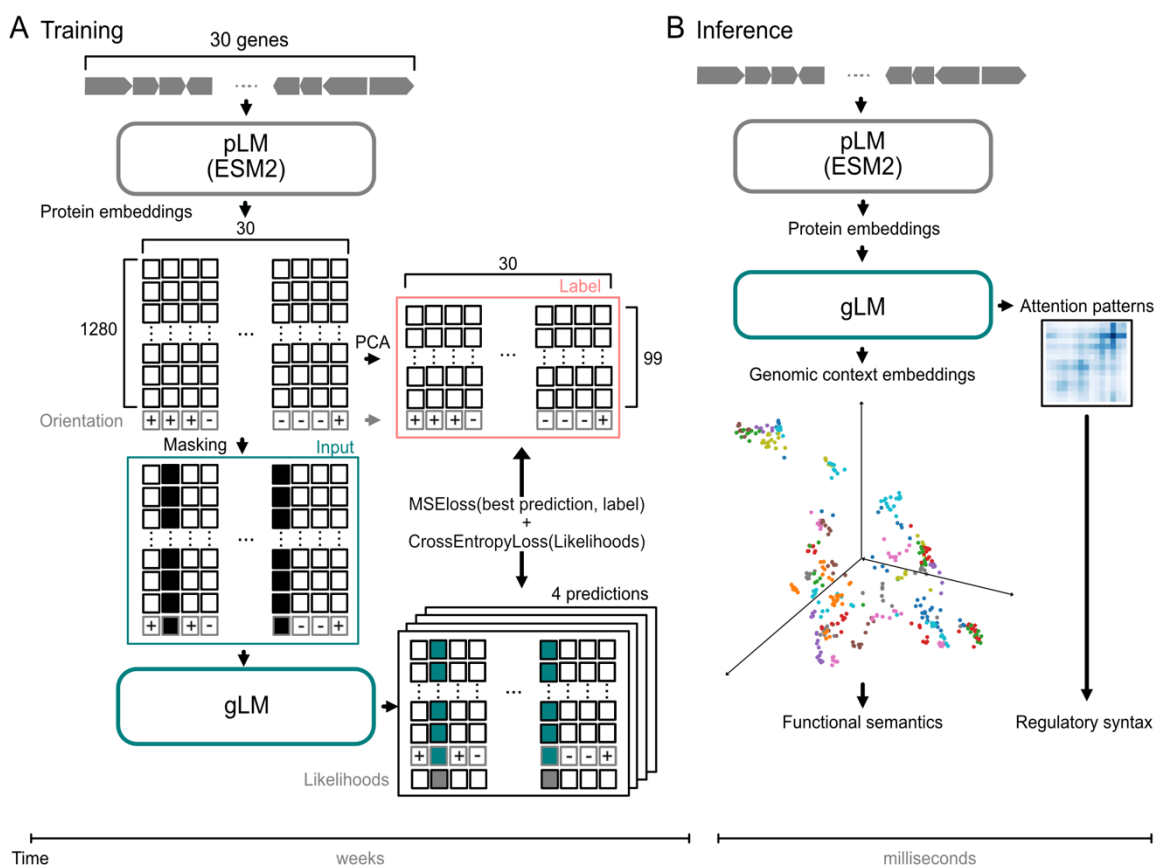 A Training
30 genes
pLM
(ESM2)
Protein embeddings
30
1280
...
Orientation
+ + + - - - - +
PCA
30
Label
...
99
+ + + - - - - +
Masking
Input
...
+ + - - - +
gLM
MSEloss(best prediction, label)
+
CrossEntropyLoss(Likelihoods)
4 predictions
...
+ + - - - +
Likelihoods
B Inference
pLM
(ESM2)
Protein embeddings
gLM
Attention patterns
Genomic context embeddings
Functional semantics
Regulatory syntax
Time
weeks
milliseconds